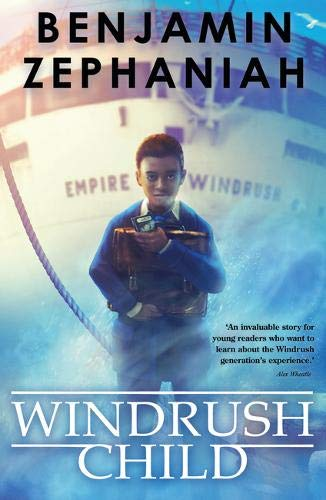 BENJAMIN
ZEPHANIAH
EMPIRE WINDRUSH
'An invaluable story for
young readers who want to
learn about the Windrush
generation's experience.'
Alex Wheatle
WINDRUSH
CHILD